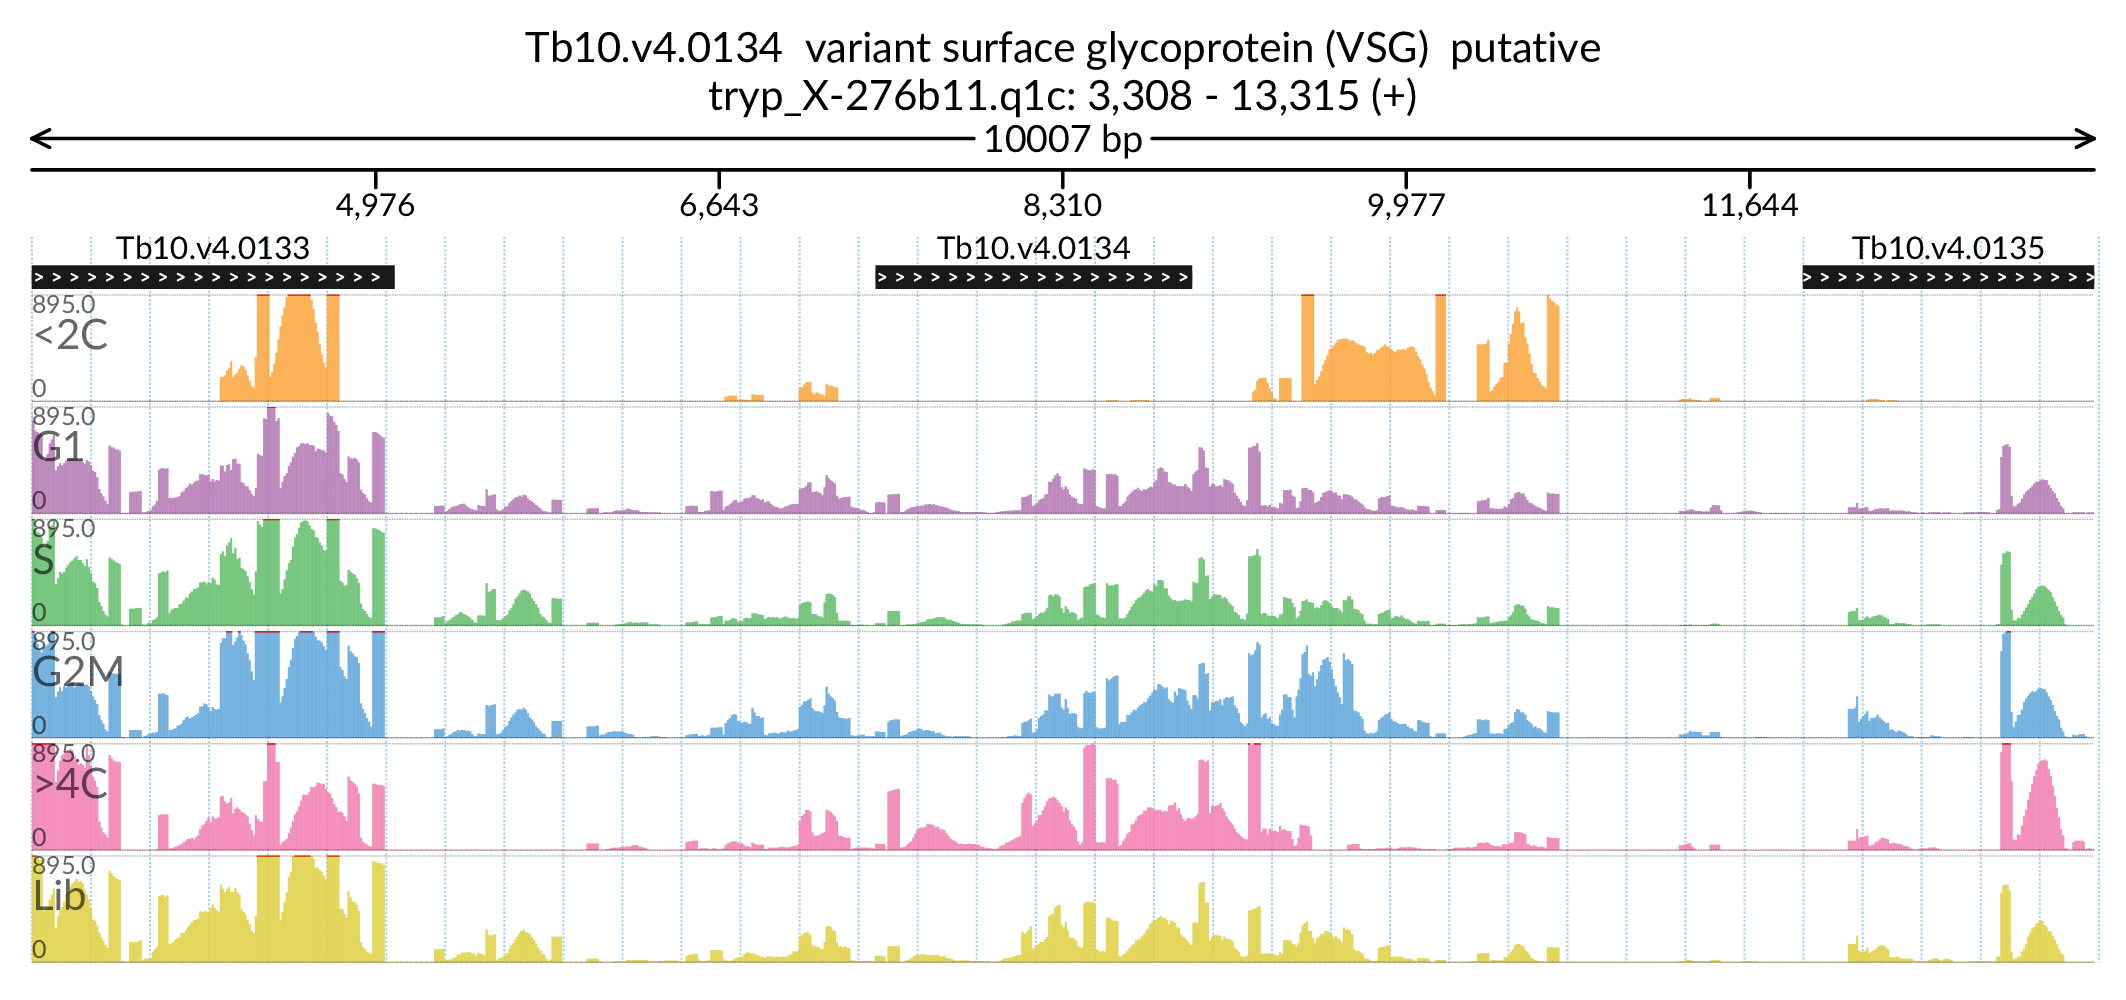 Tb10.v4.0134  variant surface glycoprotein (VSG)  putative
tryp_X-276b11.q1c: 3,308 - 13,315 (+)
10007 bp
4,976 6,643 8,310 9,977 11,644
Tb10.v4.0133 Tb10.v4.0134 Tb10.v4.0135
895.0
<2C
0
895.0
G1
0
895.0
S
0
895.0
G2M
0
895.0
>4C
0
895.0
Lib
0